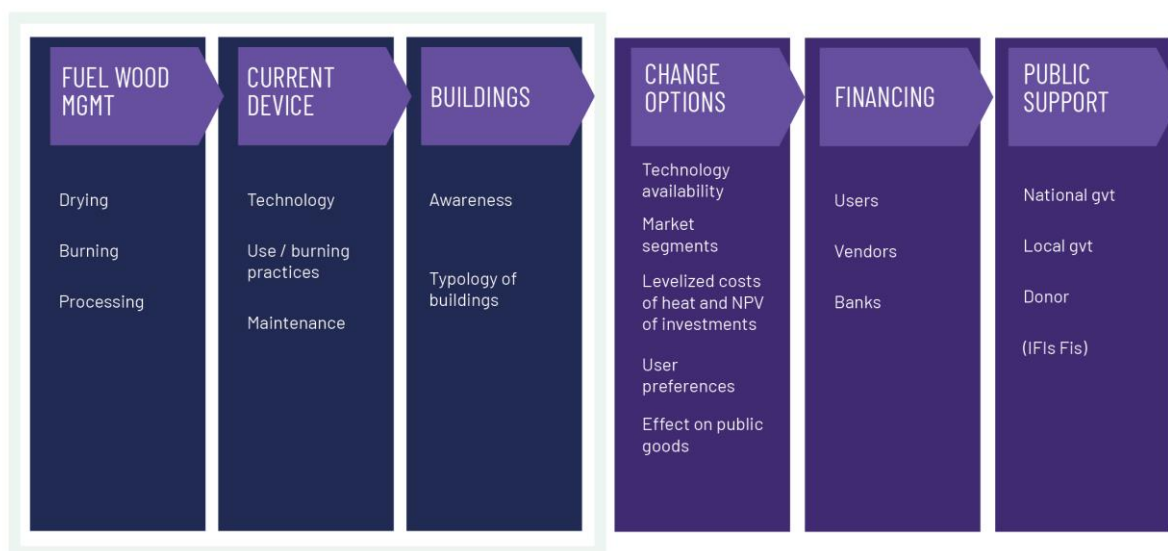 FUEL WOOD
MGMT
Drying
Burning
Processing
CURRENT
DEVICE
Technology
Use / burning
practices
Maintenance
BUILDINGS
Awareness
Typology of
buildings
CHANGE
OPTIONS
Technology
availability
Market
segments
Levelized costs
of heat and NPV
of investments
User
preferences
Effect on public
goods
FINANCING
Users
Vendors
Banks
PUBLIC
SUPPORT
National gvt
Local gvt
Donor
(IFIs Fis)